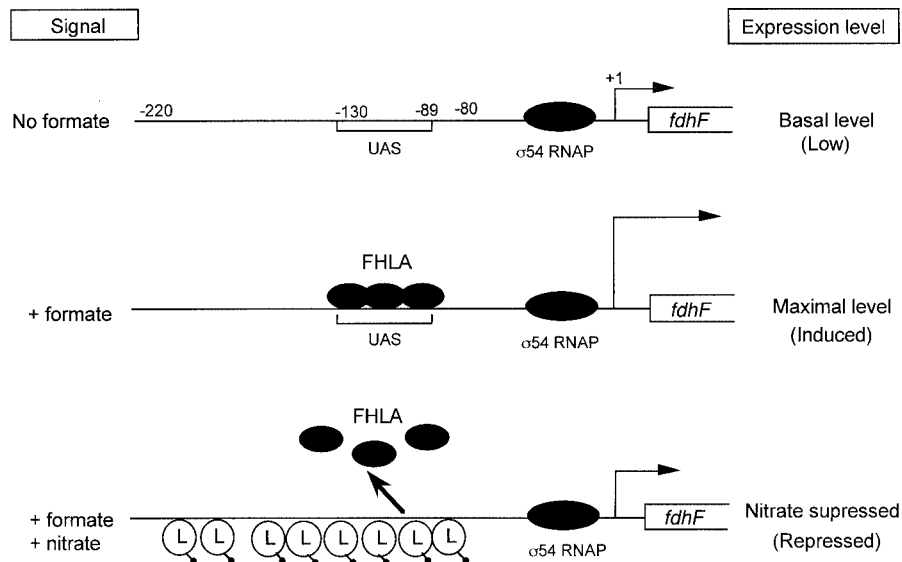 Signal
Expression level
No formate
-220
-130
-89
-80
+1
UAS
σ54 RNAP
fdhF
Basal level
(Low)
+ formate
FHLA
UAS
σ54 RNAP
fdhF
Maximal level
(Induced)
+ formate
+ nitrate
FHLA
L L L L L L L L
σ54 RNAP
fdhF
Nitrate supressed
(Repressed)